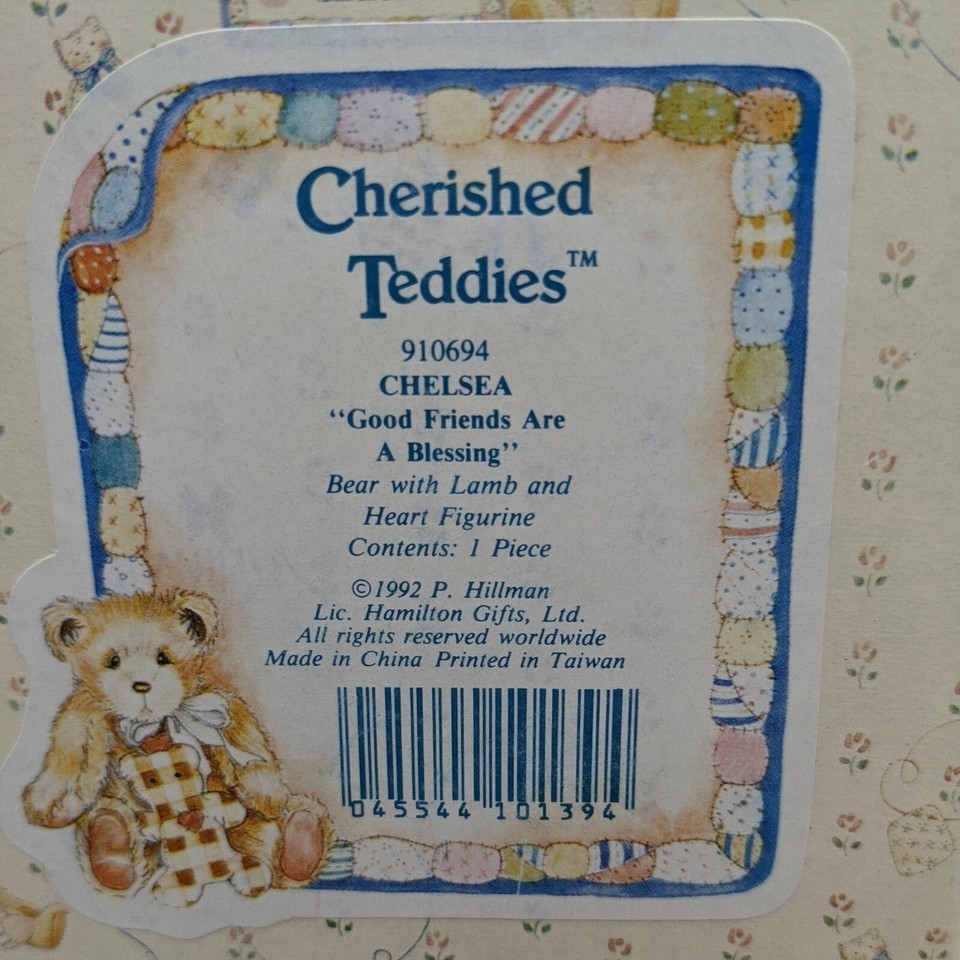 Cherished
Teddies™
910694
CHELSEA
“Good Friends Are
A Blessing”
Bear with Lamb and
Heart Figurine
Contents: 1 Piece
©1992 P. Hillman
Lic. Hamilton Gifts, Ltd.
All rights reserved worldwide
Made in China Printed in Taiwan
045544 101394